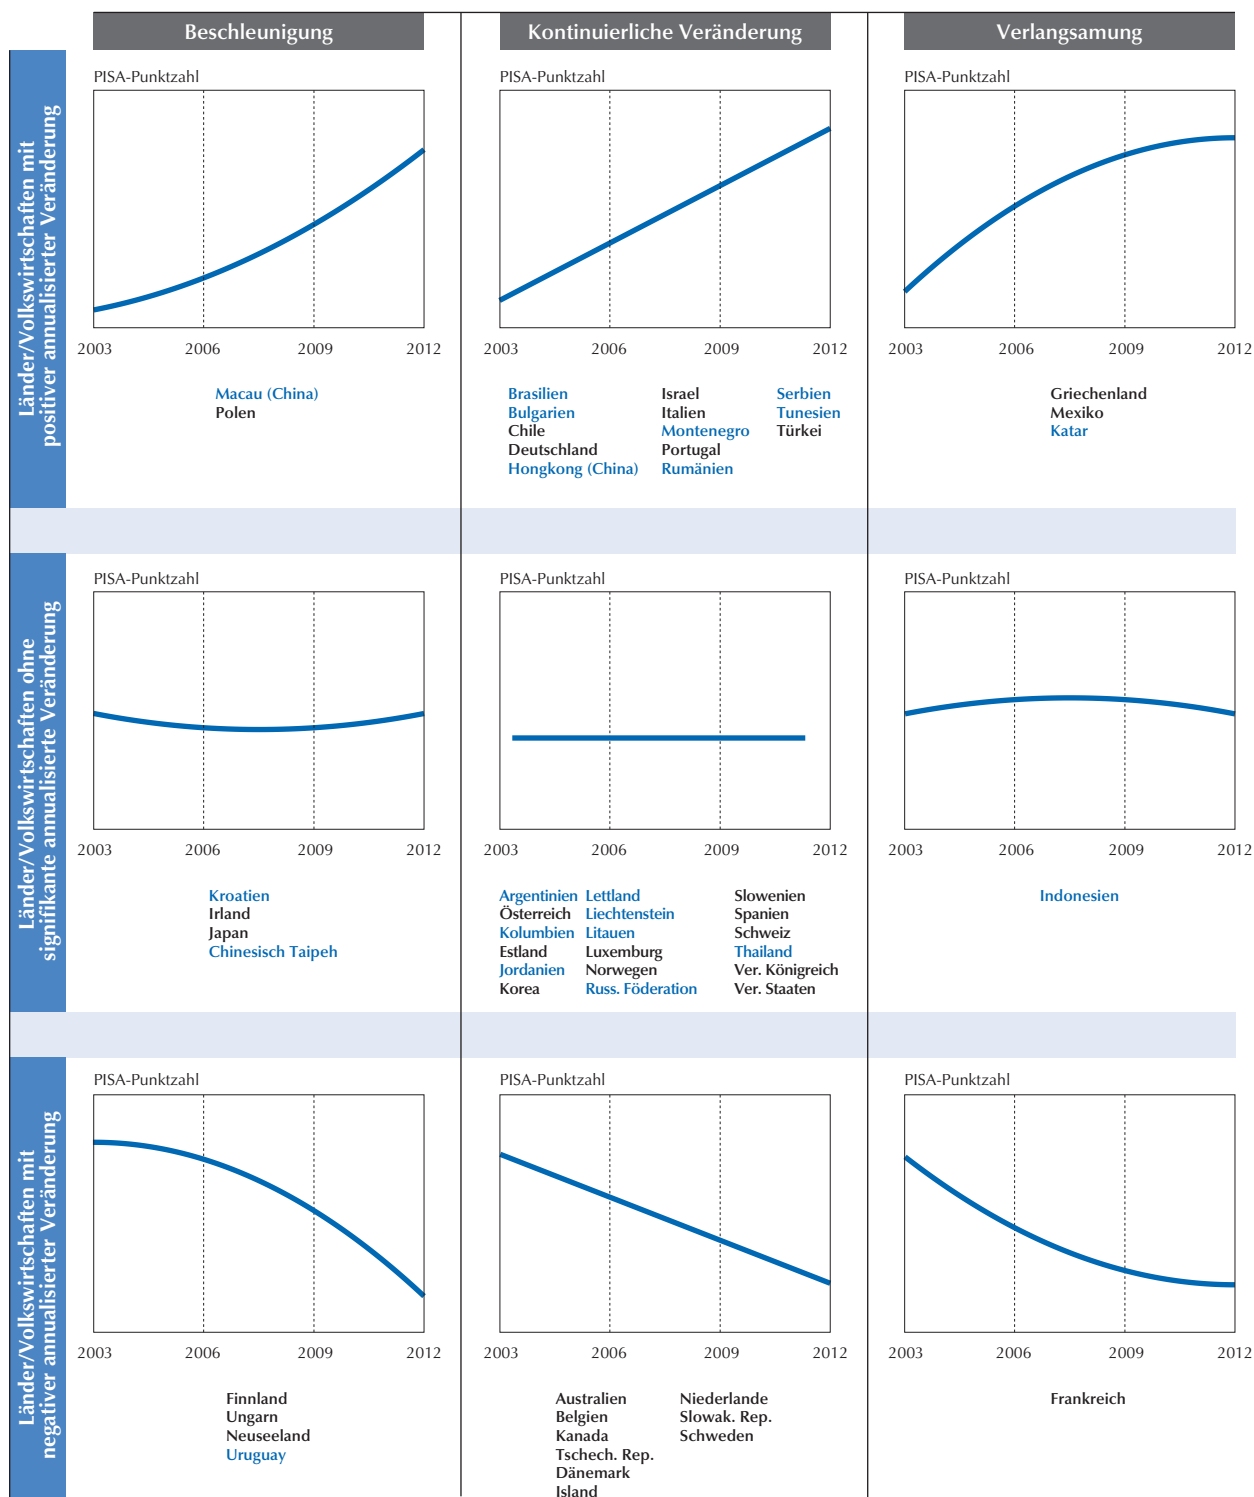 Beschleunigung
Kontinuierliche Veränderung
Verlangsamung
Länder/Volkswirtschaften mit
positiver annualisierter Veränderung
PISA-Punktzahl
2003 2006 2009 2012
Macau (China)
Polen
PISA-Punktzahl
2003 2006 2009 2012
Brasilien
Bulgarien
Chile
Deutschland
Hongkong (China)
Israel
Italien
Montenegro
Portugal
Rumänien
Serbien
Tunesien
Türkei
PISA-Punktzahl
2003 2006 2009 2012
Griechenland
Mexiko
Katar
Länder/Volkswirtschaften ohne
signifikante annualisierte Veränderung
PISA-Punktzahl
2003 2006 2009 2012
Kroatien
Irland
Japan
Chinesisch Taipeh
PISA-Punktzahl
2003 2006 2009 2012
Argentinien
Österreich
Kolumbien
Estland
Jordanien
Korea
Lettland
Liechtenstein
Litauen
Luxemburg
Norwegen
Russ. Föderation
Slowenien
Spanien
Schweiz
Thailand
Ver. Königreich
Ver. Staaten
PISA-Punktzahl
2003 2006 2009 2012
Indonesien
Länder/Volkswirtschaften mit
negativer annualisierter Veränderung
PISA-Punktzahl
2003 2006 2009 2012
Finnland
Ungarn
Neuseeland
Uruguay
PISA-Punktzahl
2003 2006 2009 2012
Australien
Belgien
Kanada
Tschech. Rep.
Dänemark
Island
Niederlande
Slowak. Rep.
Schweden
PISA-Punktzahl
2003 2006 2009 2012
Frankreich